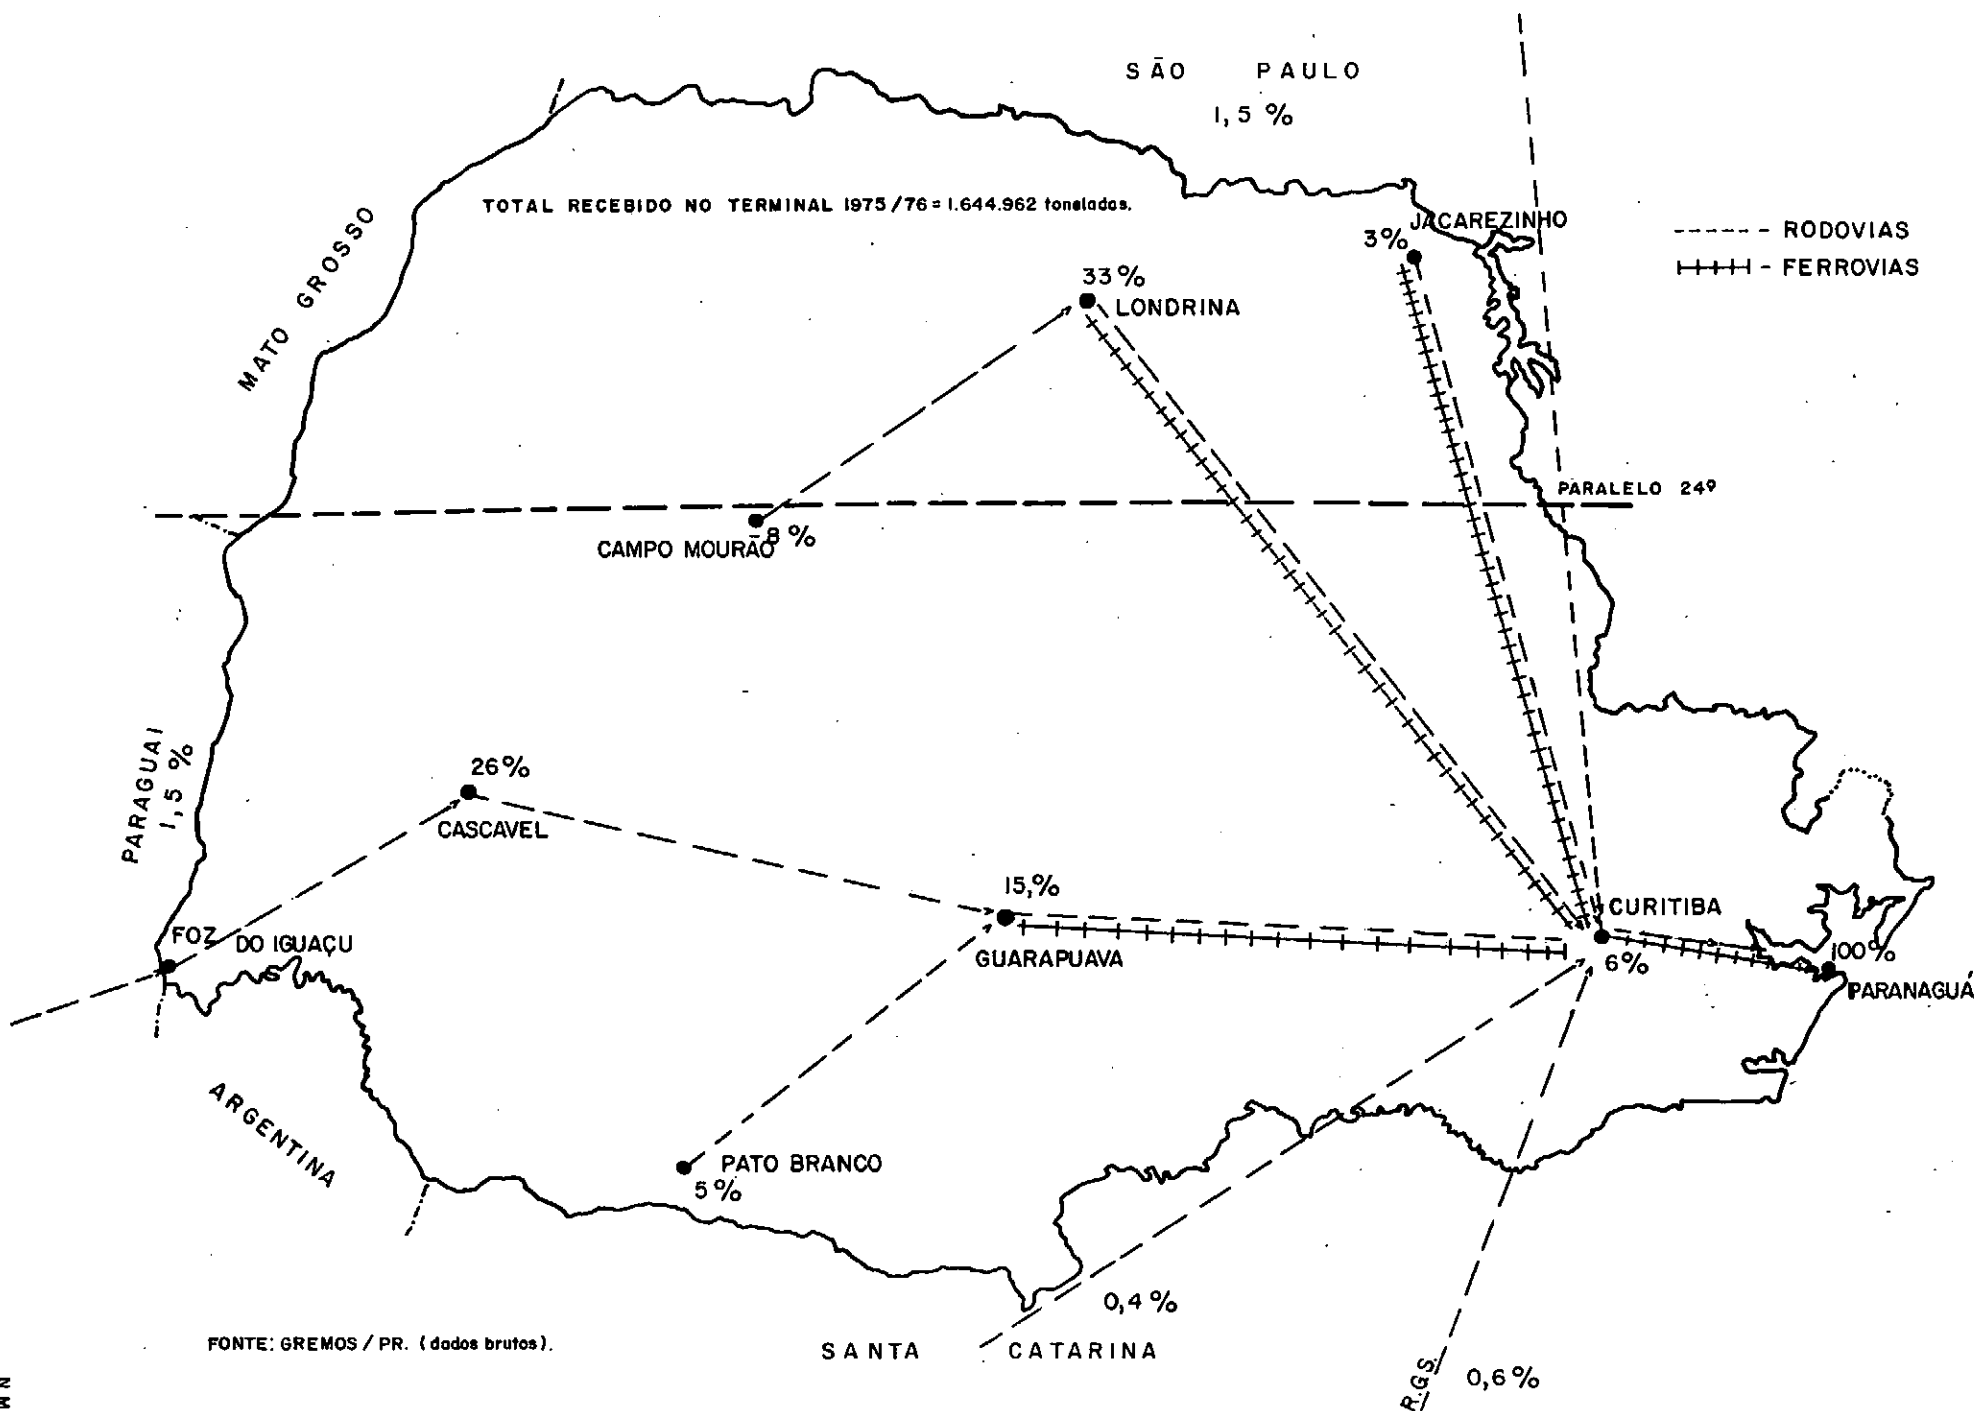 SÃO PAULO
1,5 %
TOTAL RECEBIDO NO TERMINAL 1975/76 = 1.644.962 toneladas.
MATO GROSSO
JACAREZINHO
3%
------ - RODOVIAS
- FERROVIAS
33%
LONDRINA
PARALELO 24º
8%
CAMPO MOURÃO
PARAGUAI
1,5 %
26%
CASCAVEL
15,%
GUARAPUAVA
CURITIBA
6%
100%
PARANAGUÁ
FOZ DO IGUAÇU
ARGENTINA
PATO BRANCO
5%
0,4%
SANTA CATARINA
R.G.S.
0,6%
FONTE: GREMOS / PR. (dados brutos).